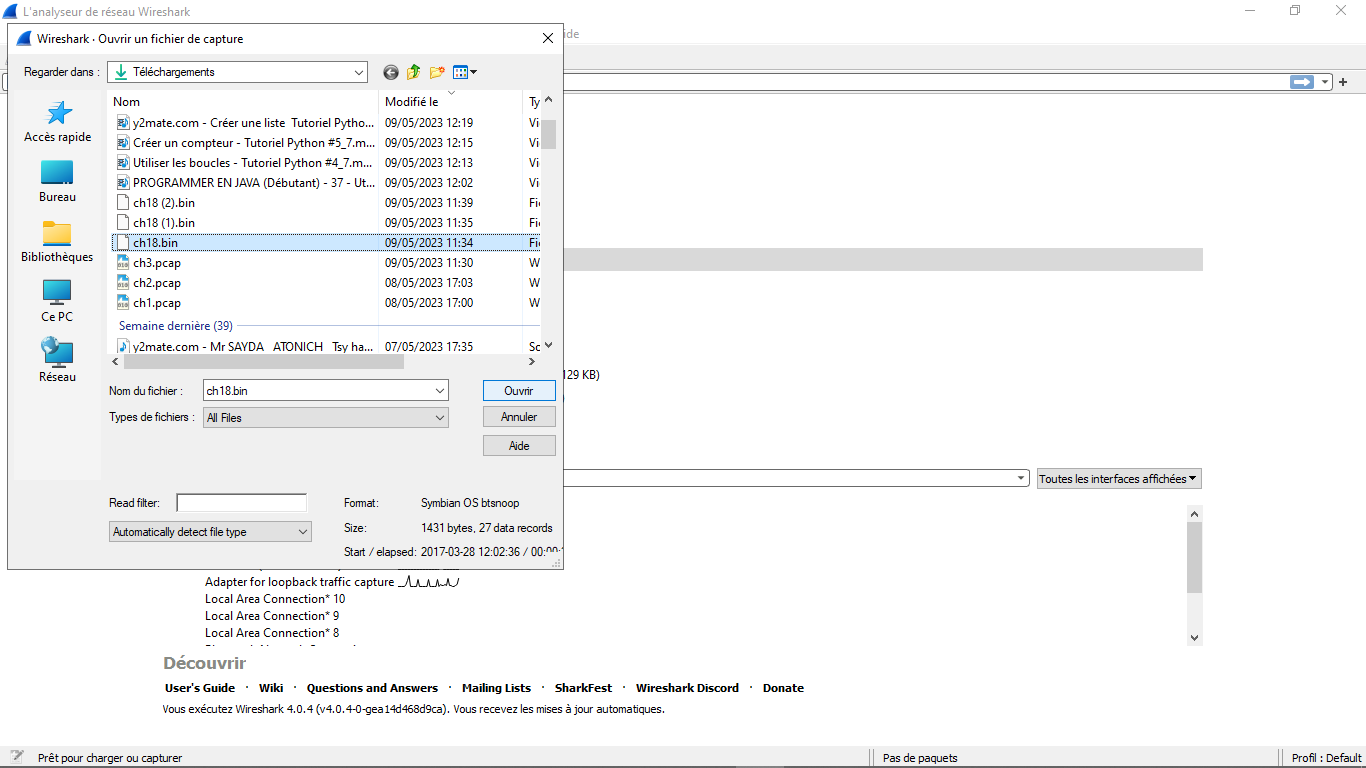 L'analyseur de réseau Wireshark
Wireshark · Ouvrir un fichier de capture
ide
Regarder dans : Téléchargements
Nom Modifié le Ty
y2mate.com - Créer une liste Tutoriel Pytho... 09/05/2023 12:19 Vi
Créer un compteur - Tutoriel Python #5_7.m... 09/05/2023 12:15 Vi
Utiliser les boucles - Tutoriel Python #4_7.m... 09/05/2023 12:13 Vi
PROGRAMMER EN JAVA (Débutant) - 37 - Ut... 09/05/2023 12:02 Vi
ch18 (2).bin 09/05/2023 11:39 Fi
ch18 (1).bin 09/05/2023 11:35 Fi
ch18.bin 09/05/2023 11:34 Fi
ch3.pcap 09/05/2023 11:30 W
ch2.pcap 08/05/2023 17:03 W
ch1.pcap 08/05/2023 17:00 W
Semaine dernière (39)
y2mate.com - Mr SAYDA ATONICH Tsy ha... 07/05/2023 17:35 Sc
Accès rapide
Bureau
Bibliothèques
Ce PC
Réseau
129 KB)
Nom du fichier : ch18.bin Ouvrir
Types de fichiers : All Files Annuler
Aide
Toutes les interfaces affichées
Read filter: Format: Symbian OS btsnoop
Automatically detect file type Size: 1431 bytes, 27 data records
Start / elapsed: 2017-03-28 12:02:36 / 00:00:
Adapter for loopback traffic capture
Local Area Connection* 10
Local Area Connection* 9
Local Area Connection* 8
Découvrir
User's Guide · Wiki · Questions and Answers · Mailing Lists · SharkFest · Wireshark Discord · Donate
Vous exécutez Wireshark 4.0.4 (v4.0.4-0-gea14d468d9ca). Vous recevez les mises à jour automatiques.
Prêt pour charger ou capturer Pas de paquets Profil : Default